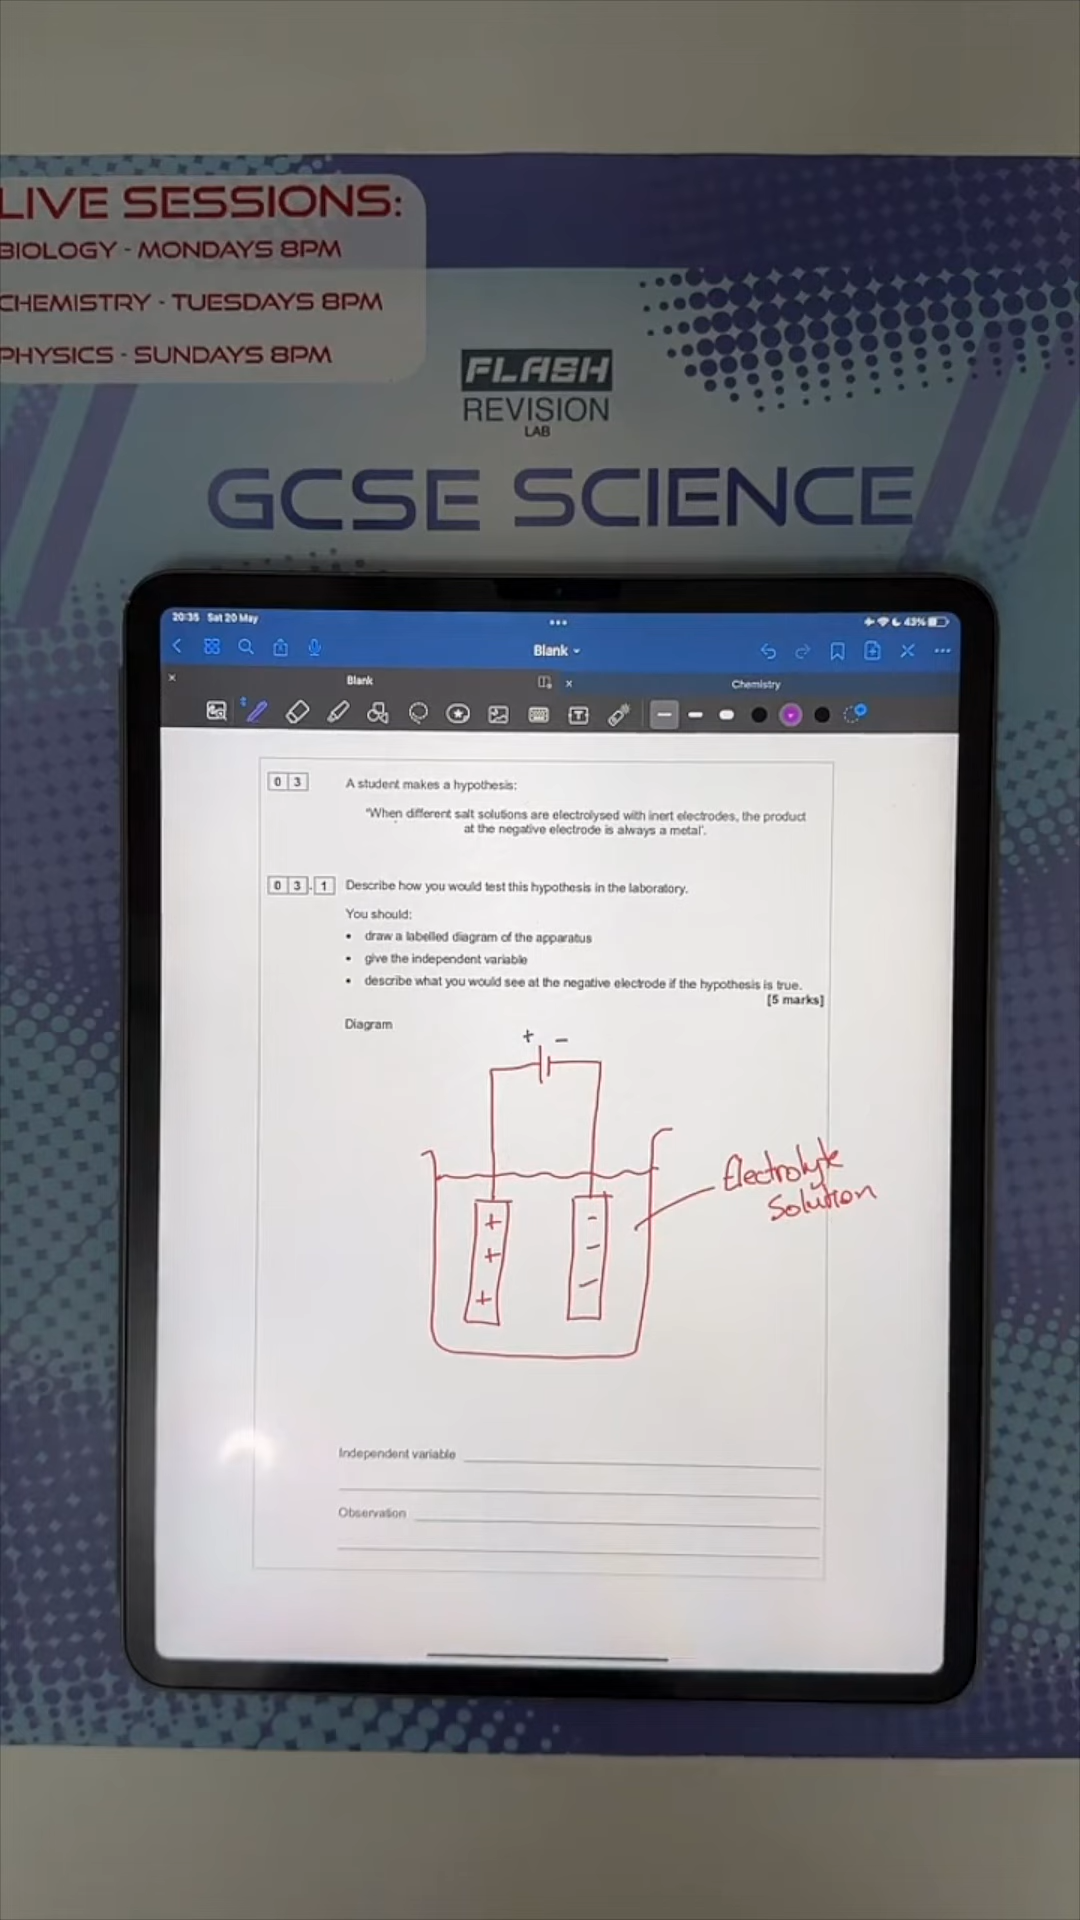 LIVE SESSIONS:
BIOLOGY - MONDAYS 8PM
CHEMISTRY - TUESDAYS 8PM
PHYSICS - SUNDAYS 8PM
FLASH
REVISION
LAB
GCSE SCIENCE
20:35 Sat 20 May
43%
Blank
Blank
Chemistry
0 3 A student makes a hypothesis:
'When different salt solutions are electrolysed with inert electrodes, the product
at the negative electrode is always a metal'.
0 3 . 1 Describe how you would test this hypothesis in the laboratory.
You should:
• draw a labelled diagram of the apparatus
• give the independent variable
• describe what you would see at the negative electrode if the hypothesis is true.
[5 marks]
Diagram
+ −
Electrolyte
Solution
+ -
+ −
+ −
Independent variable
Observation